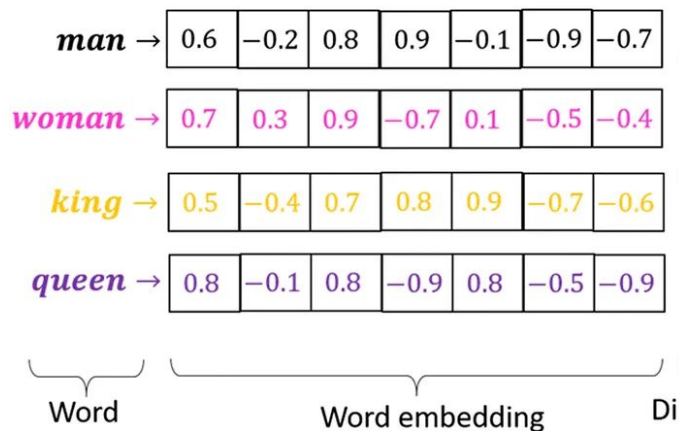 man → 0.6 −0.2 0.8 0.9 −0.1 −0.9 −0.7
woman → 0.7 0.3 0.9 −0.7 0.1 −0.5 −0.4
king → 0.5 −0.4 0.7 0.8 0.9 −0.7 −0.6
queen → 0.8 −0.1 0.8 −0.9 0.8 −0.5 −0.9
Word Word embedding Di